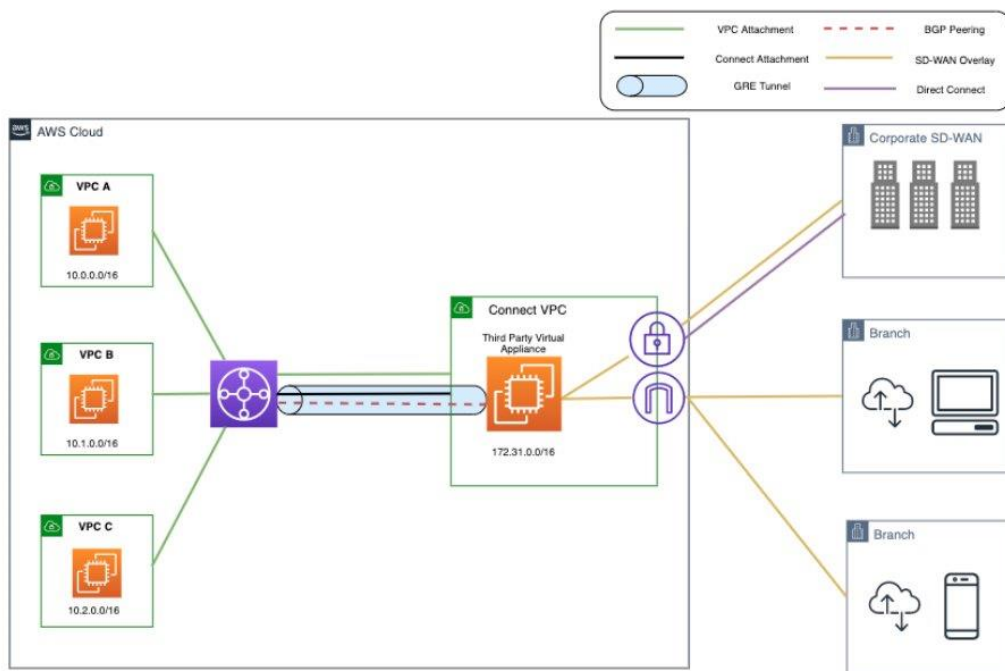 VPC Attachment
BGP Peering
Connect Attachment
SD-WAN Overlay
GRE Tunnel
Direct Connect
aws
AWS Cloud
Corporate SD-WAN
VPC A
10.0.0.0/16
Connect VPC
Third Party Virtual
Appliance
172.31.0.0/16
VPC B
10.1.0.0/16
Branch
VPC C
10.2.0.0/16
Branch